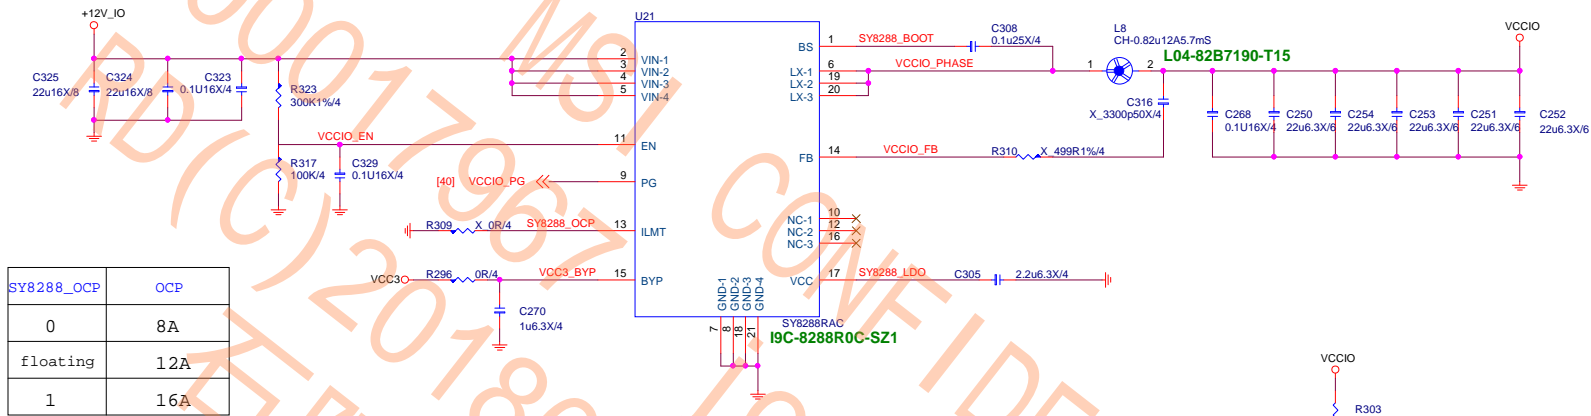 +12V_IO
C325
22u16X/8
C324
22u16X/8
C323
0.1U16X/4
R323
300K1%/4
VCCIO_EN
R317
100K/4
C329
0.1U16X/4
[40] VCCIO_PG
R309 X_0R/4 SY8288_OCP
VCC3 R296 0R/4 VCC3_BYP
C270
1u6.3X/4
U21
2 VIN-1
3 VIN-2
4 VIN-3
5 VIN-4
11 EN
9 PG
13 ILMT
15 BYP
BS 1
LX-1 6
LX-2 19
LX-3 20
FB 14
NC-1 10
NC-2 12
NC-3 16
VCC 17
GND-1 7
GND-2 8
GND-3 18
GND-4 21
SY8288RAC
I9C-8288R0C-SZ1
SY8288_BOOT
C308
0.1u25X/4
VCCIO_PHASE
L8
CH-0.82u12A5.7mS
L04-82B7190-T15
1 2
C316
X_3300p50X/4
VCCIO_FB R310 X_499R1%/4
SY8288_LDO C305 2.2u6.3X/4
VCCIO
C268
0.1U16X/4
C250
22u6.3X/6
C254
22u6.3X/6
C253
22u6.3X/6
C251
22u6.3X/6
C252
22u6.3X/6
SY8288_OCP OCP
0 8A
floating 12A
1 16A
VCCIO
R303
MSI CONFIDE
00017967
RD(C)20180